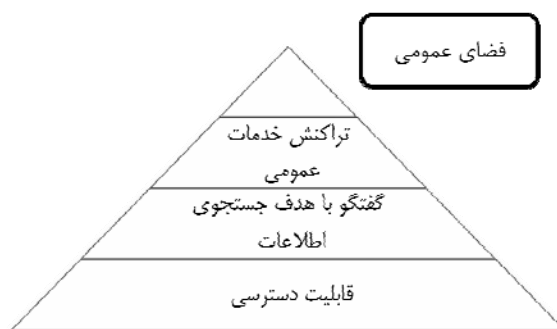 فضای عمومی
تراکنش خدمات
عمومی
گفتگو با هدف جستجوی
اطلاعات
قابلیت دسترسی